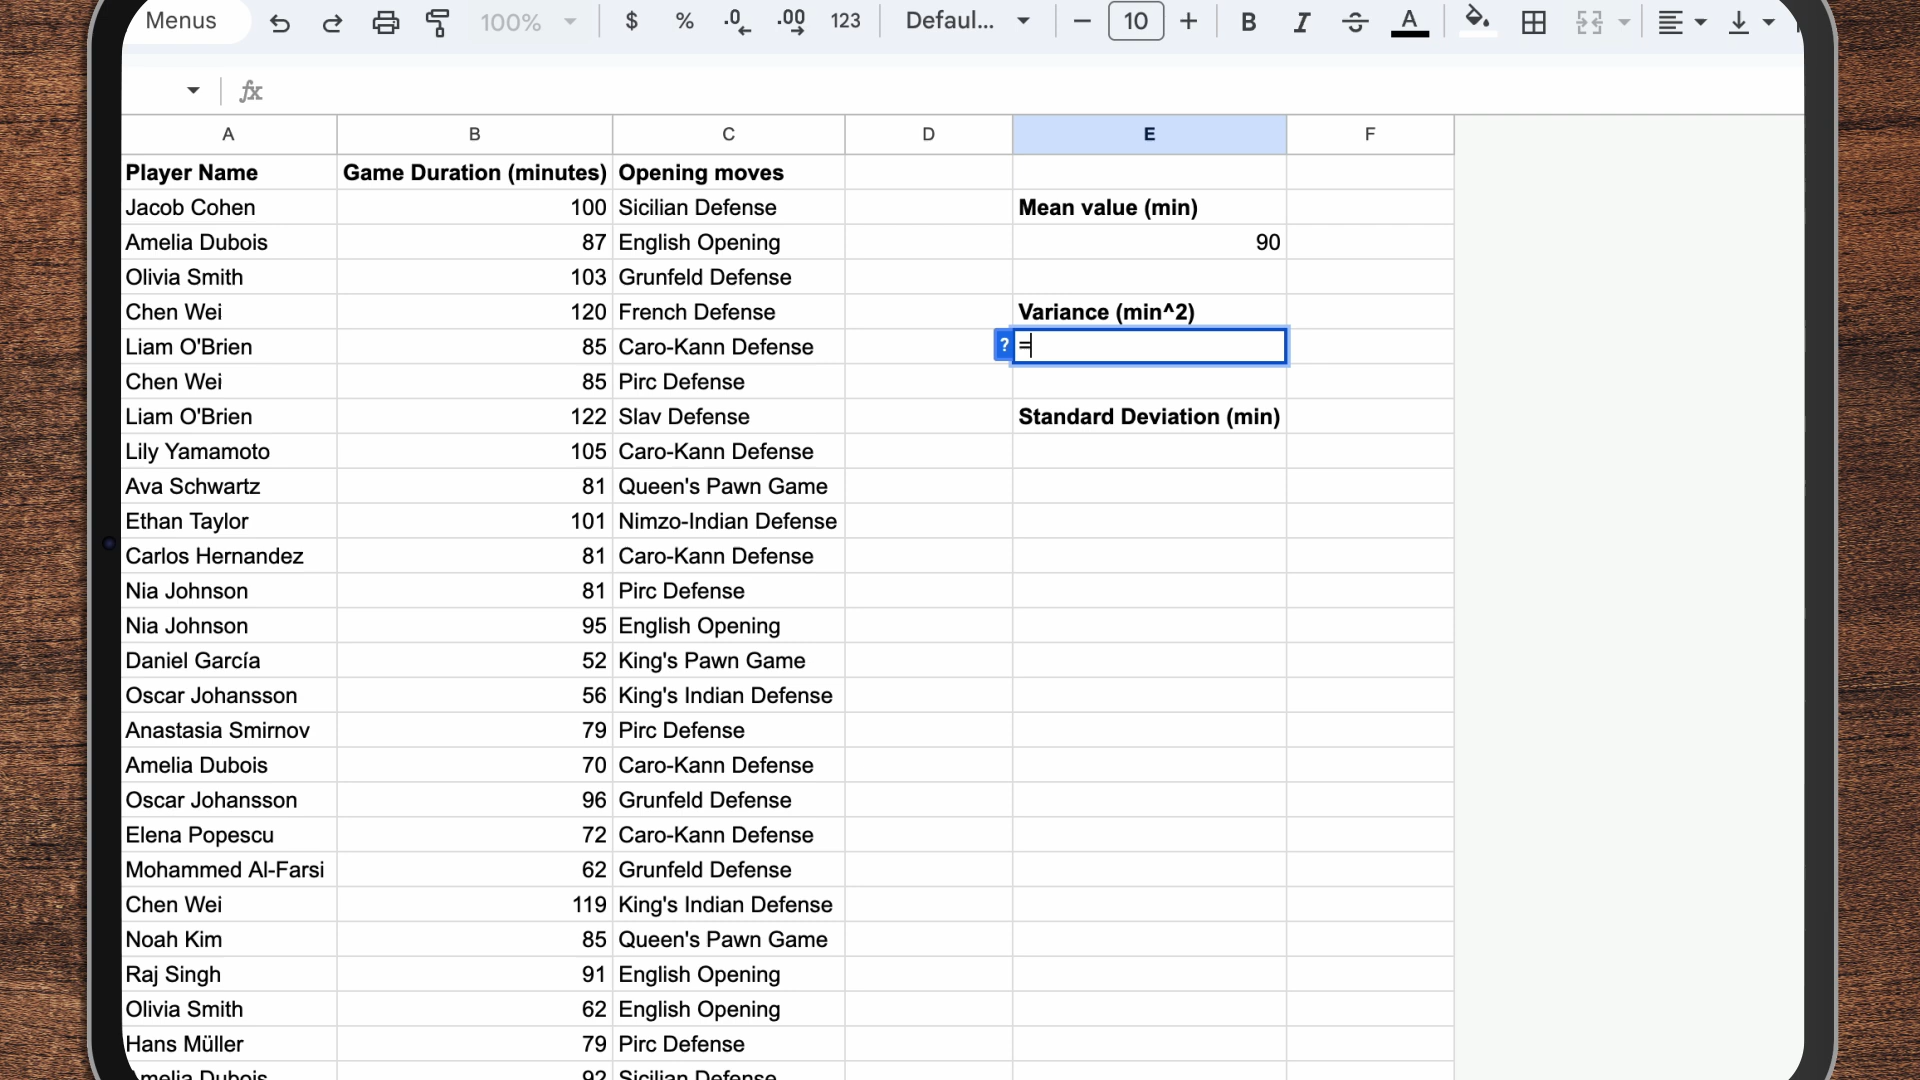 Menus 100% $ % .0 .00 123 Defaul... 10 B I A
fx
A B C D E F
Player Name Game Duration (minutes) Opening moves
Jacob Cohen 100 Sicilian Defense Mean value (min)
Amelia Dubois 87 English Opening 90
Olivia Smith 103 Grunfeld Defense
Chen Wei 120 French Defense Variance (min^2)
Liam O'Brien 85 Caro-Kann Defense ? =
Chen Wei 85 Pirc Defense
Liam O'Brien 122 Slav Defense Standard Deviation (min)
Lily Yamamoto 105 Caro-Kann Defense
Ava Schwartz 81 Queen's Pawn Game
Ethan Taylor 101 Nimzo-Indian Defense
Carlos Hernandez 81 Caro-Kann Defense
Nia Johnson 81 Pirc Defense
Nia Johnson 95 English Opening
Daniel García 52 King's Pawn Game
Oscar Johansson 56 King's Indian Defense
Anastasia Smirnov 79 Pirc Defense
Amelia Dubois 70 Caro-Kann Defense
Oscar Johansson 96 Grunfeld Defense
Elena Popescu 72 Caro-Kann Defense
Mohammed Al-Farsi 62 Grunfeld Defense
Chen Wei 119 King's Indian Defense
Noah Kim 85 Queen's Pawn Game
Raj Singh 91 English Opening
Olivia Smith 62 English Opening
Hans Müller 79 Pirc Defense
Amelia Dubois 92 Sicilian Defense